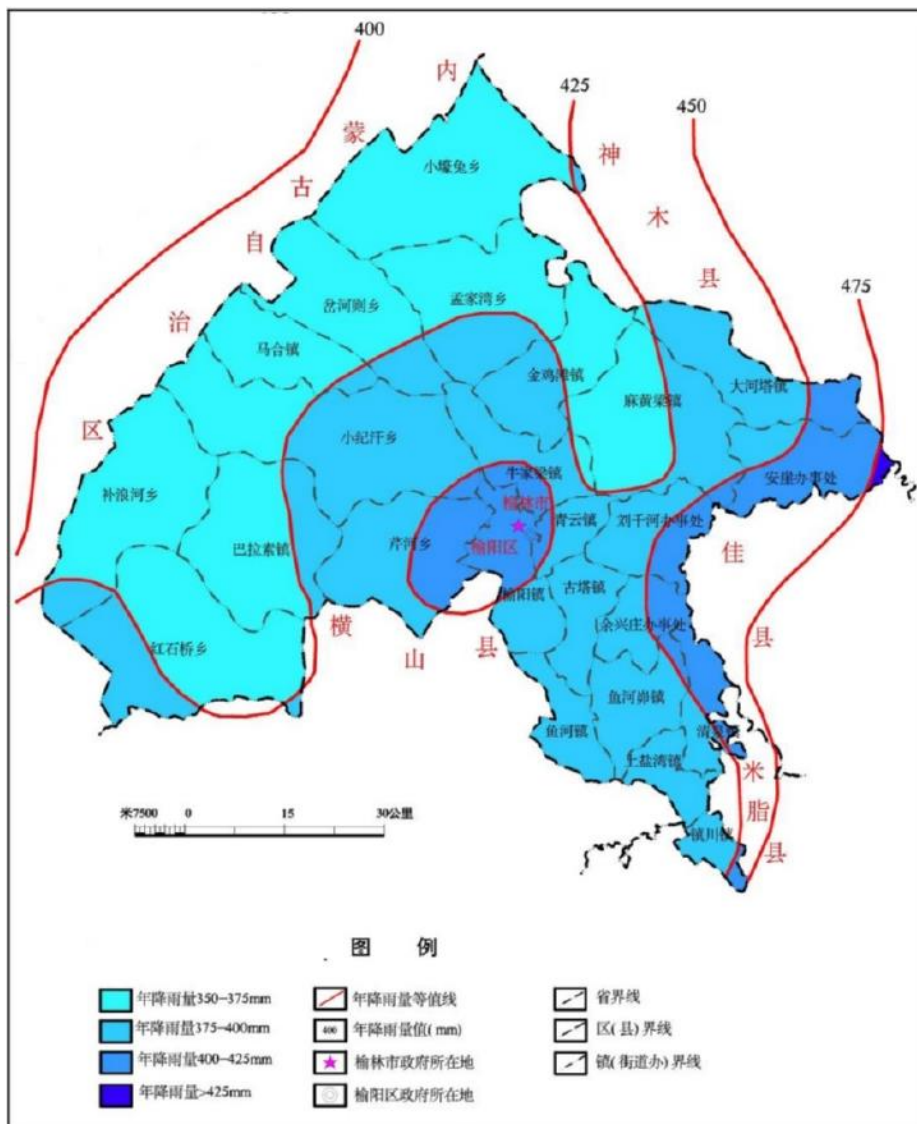 400
425
450
475
内
蒙
古
自
治
区
神
木
县
小壕兔乡
岔河则乡
孟家湾乡
马合镇
金鸡滩镇
麻黄梁镇
大河塔镇
小纪汗乡
牛家梁镇
安崖办事处
补浪河乡
榆林市
巴拉素镇
芹河乡
榆阳区
青云镇
刘千河办事处
佳
县
榆阳镇
古塔镇
余兴庄办事处
横
山
县
红石桥乡
鱼河峁镇
鱼河镇
上盐湾镇
米
脂
县
镇川镇
米7500 0 15 30公里
图 例
年降雨量350-375mm
年降雨量375-400mm
年降雨量400-425mm
年降雨量>425mm
年降雨量等值线
400 年降雨量值(mm)
榆林市政府所在地
榆阳区政府所在地
省界线
区(县)界线
镇(街道办)界线